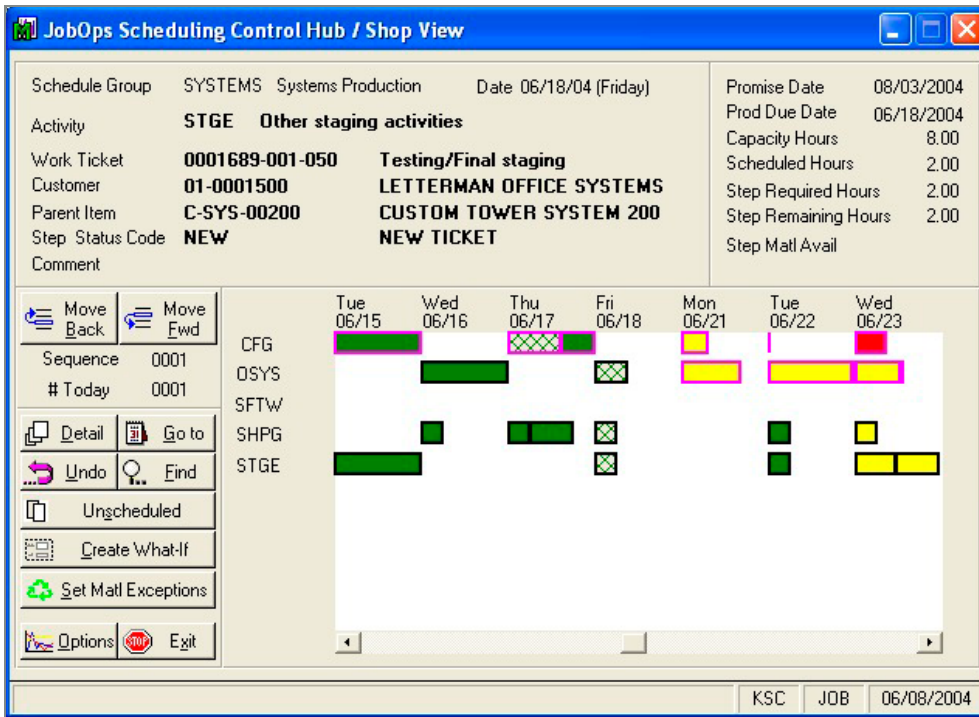 JobOps Scheduling Control Hub / Shop View
Schedule Group SYSTEMS Systems Production Date 06/18/04 (Friday)
Activity STGE Other staging activities
Work Ticket 0001689-001-050 Testing/Final staging
Customer 01-0001500 LETTERMAN OFFICE SYSTEMS
Parent Item C-SYS-00200 CUSTOM TOWER SYSTEM 200
Step Status Code NEW NEW TICKET
Comment
Promise Date 08/03/2004
Prod Due Date 06/18/2004
Capacity Hours 8.00
Scheduled Hours 2.00
Step Required Hours 2.00
Step Remaining Hours 2.00
Step Matl Avail
Move Back Move Fwd
Sequence 0001
# Today 0001
Detail Go to
Undo Find
Unscheduled
Create What-If
Set Matl Exceptions
Options STOP Exit
Tue Wed Thu Fri Mon Tue Wed
06/15 06/16 06/17 06/18 06/21 06/22 06/23
CFG
OSYS
SFTW
SHPG
STGE
KSC JOB 06/08/2004